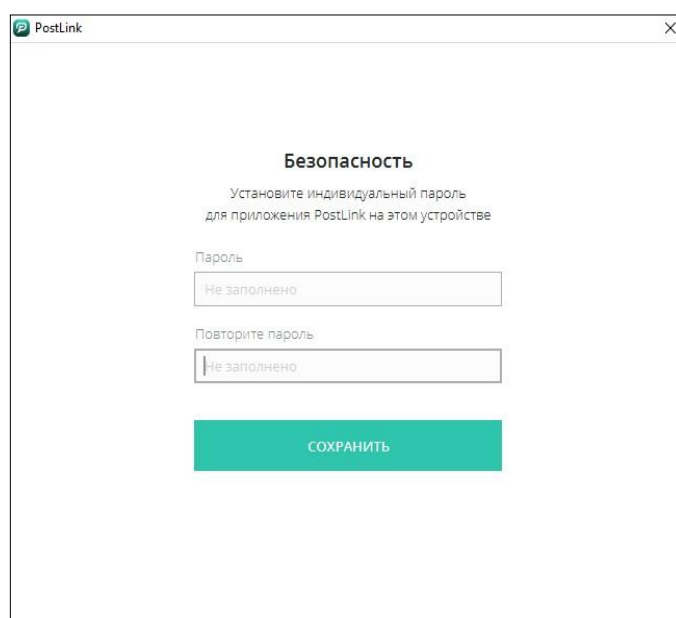 PostLink
Безопасность
Установите индивидуальный пароль
для приложения PostLink на этом устройстве
Пароль
Не заполнено
Повторите пароль
Не заполнено
СОХРАНИТЬ